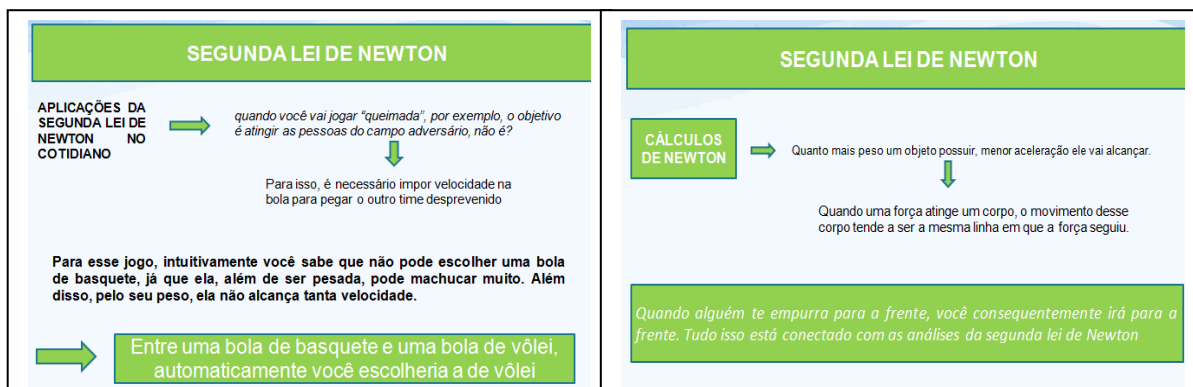 SEGUNDA LEI DE NEWTON
APLICAÇÕES DA
SEGUNDA LEI DE
NEWTON NO
COTIDIANO
quando você vai jogar “queimada”, por exemplo, o objetivo
é atingir as pessoas do campo adversário, não é?
Para isso, é necessário impor velocidade na
bola para pegar o outro time desprevenido
Para esse jogo, intuitivamente você sabe que não pode escolher uma bola
de basquete, já que ela, além de ser pesada, pode machucar muito. Além
disso, pelo seu peso, ela não alcança tanta velocidade.
Entre uma bola de basquete e uma bola de vôlei,
automaticamente você escolheria a de vôlei
SEGUNDA LEI DE NEWTON
CÁLCULOS
DE NEWTON
Quanto mais peso um objeto possuir, menor aceleração ele vai alcançar.
Quando uma força atinge um corpo, o movimento desse
corpo tende a ser a mesma linha em que a força seguiu.
Quando alguém te empurra para a frente, você consequentemente irá para a
frente. Tudo isso está conectado com as análises da segunda lei de Newton